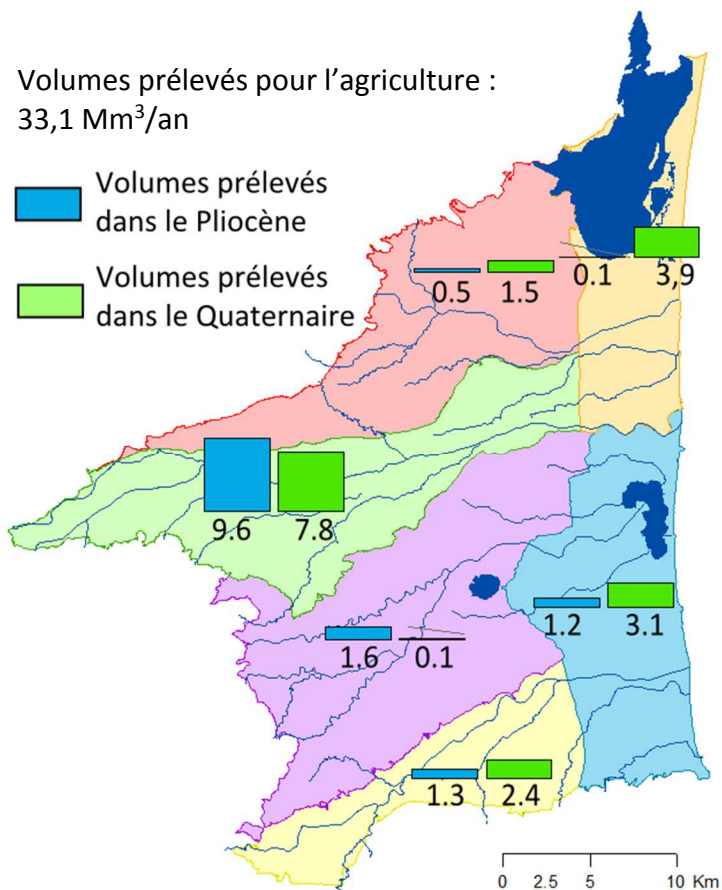 Volumes prélevés pour l’agriculture :
33,1 Mm³/an
Volumes prélevés
dans le Pliocène
Volumes prélevés
dans le Quaternaire
0.5 1.5 0.1 3,9
9.6 7.8
1.2 3.1
1.6 0.1
1.3 2.4
0 2.5 5 10 Km